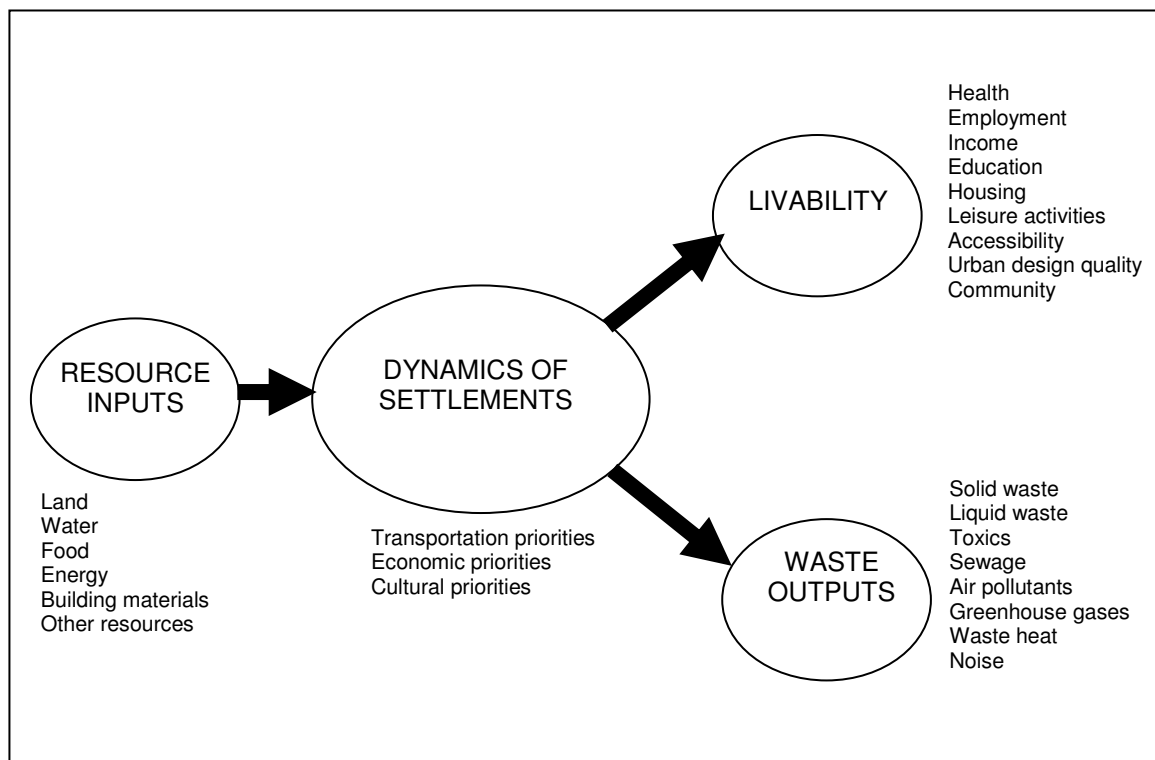 RESOURCE
INPUTS
Land
Water
Food
Energy
Building materials
Other resources
DYNAMICS OF
SETTLEMENTS
Transportation priorities
Economic priorities
Cultural priorities
LIVABILITY
Health
Employment
Income
Education
Housing
Leisure activities
Accessibility
Urban design quality
Community
WASTE
OUTPUTS
Solid waste
Liquid waste
Toxics
Sewage
Air pollutants
Greenhouse gases
Waste heat
Noise